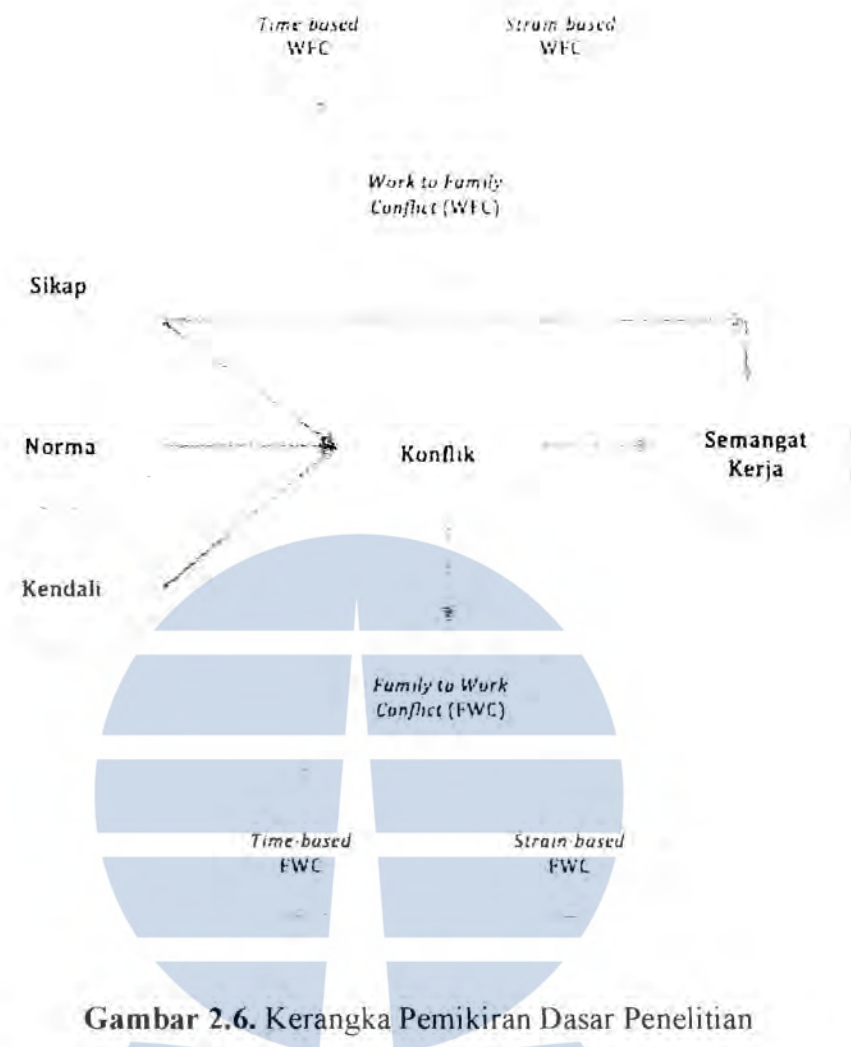 Time-based Strain-based
WFC WFC
Work to Family
Conflict (WFC)
Sikap
Norma
Konflik
Semangat
Kerja
Kendali
Family to Work
Conflict (FWC)
Time-based Strain-based
FWC FWC
Gambar 2.6. Kerangka Pemikiran Dasar Penelitian